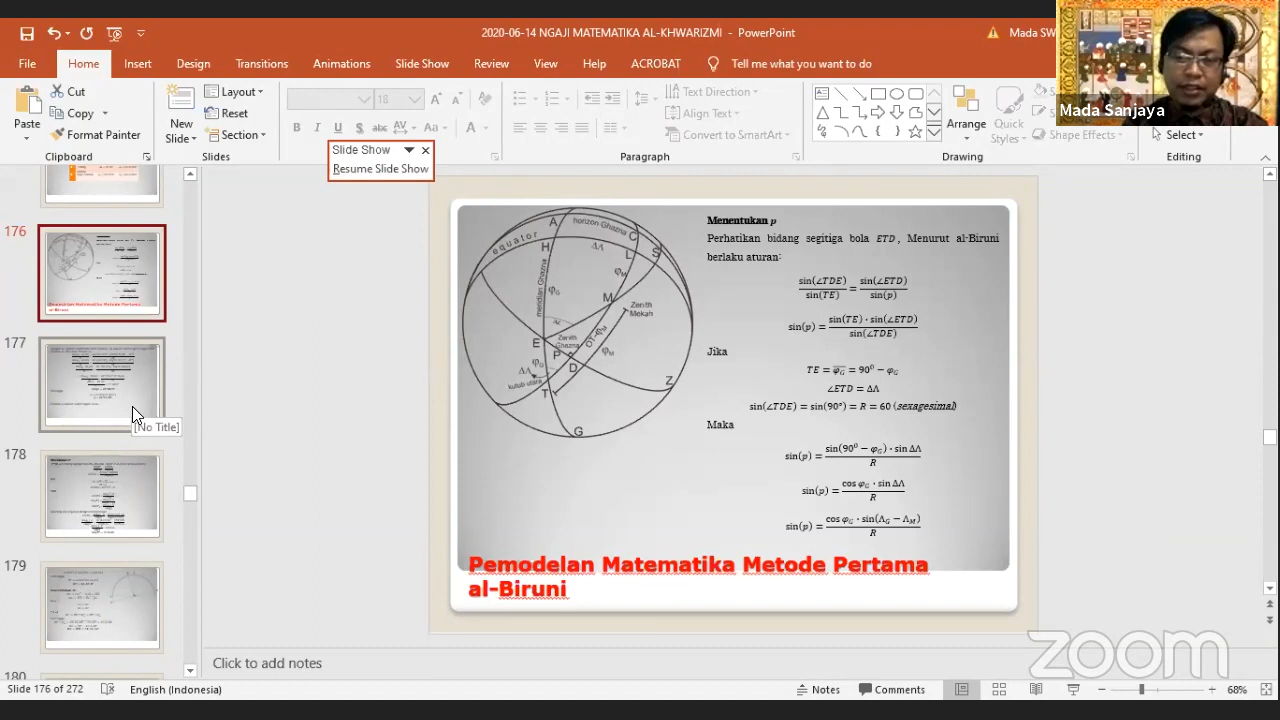 2020-06-14 NGAJI MATEMATIKA AL-KHWARIZMI - PowerPoint
Mada SW
File Home Insert Design Transitions Animations Slide Show Review View Help ACROBAT Tell me what you want to do
Mada Sanjaya
Paste
Cut
Copy
Format Painter
Clipboard
New Slide
Layout
Reset
Section
Slides
18
Slide Show
Resume Slide Show
Text Direction
Align Text
Convert to SmartArt
Paragraph
Arrange
Quick Styles
Shape Effects
Drawing
Select
Editing
176
177
[No Title]
178
179
180
A
horizon Ghazna
C
equator
H
ΔΛ
L
S
meridian Ghazna
φG
φM
M
Zenith Mekah
Az
E
Zenith Ghazna
P
φM
D
ΔΛ
φG
kutub utara
T
Z
G
Menentukan p
Perhatikan bidang segitiga bola ETD, Menurut al-Biruni
berlaku aturan:
sin(∠TDE)/sin(TE) = sin(∠ETD)/sin(p)
sin(p) = sin(TE) · sin(∠ETD)/sin(∠TDE)
Jika
TE = φ̅G̅ = 90⁰ − φG
∠ETD = ΔΛ
sin(∠TDE) = sin(90°) = R = 60 (sexagesimal)
Maka
sin(p) = sin(90⁰ − φG) · sin ΔΛ/R
sin(p) = cos φG · sin ΔΛ/R
sin(p) = cos φG · sin(ΛG − ΛM)/R
Pemodelan Matematika Metode Pertama
al-Biruni
zoom
Click to add notes
Slide 176 of 272 English (Indonesia) Notes Comments 68%